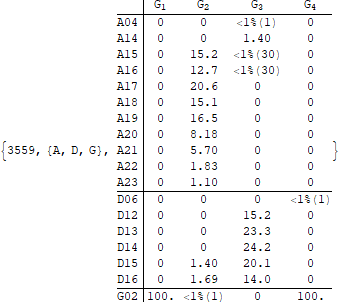 G1 G2 G3 G4
A04 0 0 <1%(1) 0
A14 0 0 1.40 0
A15 0 15.2 <1%(30) 0
A16 0 12.7 <1%(30) 0
A17 0 20.6 0 0
A18 0 15.1 0 0
A19 0 16.5 0 0
A20 0 8.18 0 0
{3559, {A, D, G}, A21 0 5.70 0 0 }
A22 0 1.83 0 0
A23 0 1.10 0 0
D06 0 0 0 <1%(1)
D12 0 0 15.2 0
D13 0 0 23.3 0
D14 0 0 24.2 0
D15 0 1.40 20.1 0
D16 0 1.69 14.0 0
G02 100. <1%(1) 0 100.